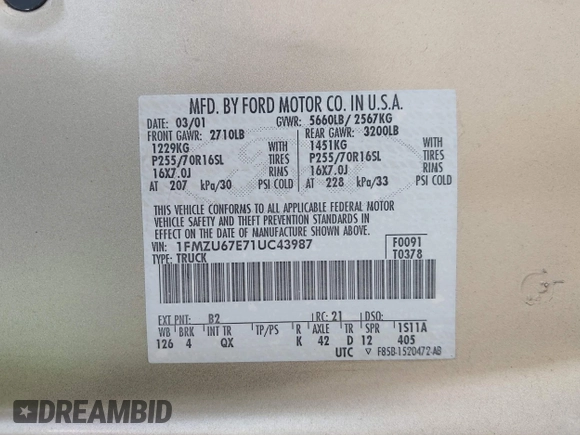 MFD. BY FORD MOTOR CO. IN U.S.A.
DATE: 03/01 GVWR: 5660LB/ 2567KG
FRONT GAWR: 2710LB REAR GAWR: 3200LB
1229KG WITH 1451KG WITH
P255/70R16SL TIRES P255/70R16SL TIRES
16X7.0J RIMS 16X7.0J RIMS
AT 207 kPa/30 PSI COLD AT 228 kPa/33 PSI COLD
THIS VEHICLE CONFORMS TO ALL APPLICABLE FEDERAL MOTOR
VEHICLE SAFETY AND THEFT PREVENTION STANDARDS IN
EFFECT ON THE DATE OF MANUFACTURE SHOWN ABOVE.
VIN: 1FMZU67E71UC43987 F0091
TYPE: TRUCK T0378
EXT PNT: B2 RC: 21 DSO:
WB BRK INT TR TP/PS R AXLE TR SPR 1S11A
126 4 QX K 42 D 12 405
UTC F85B-1520472-AB
DREAMBID